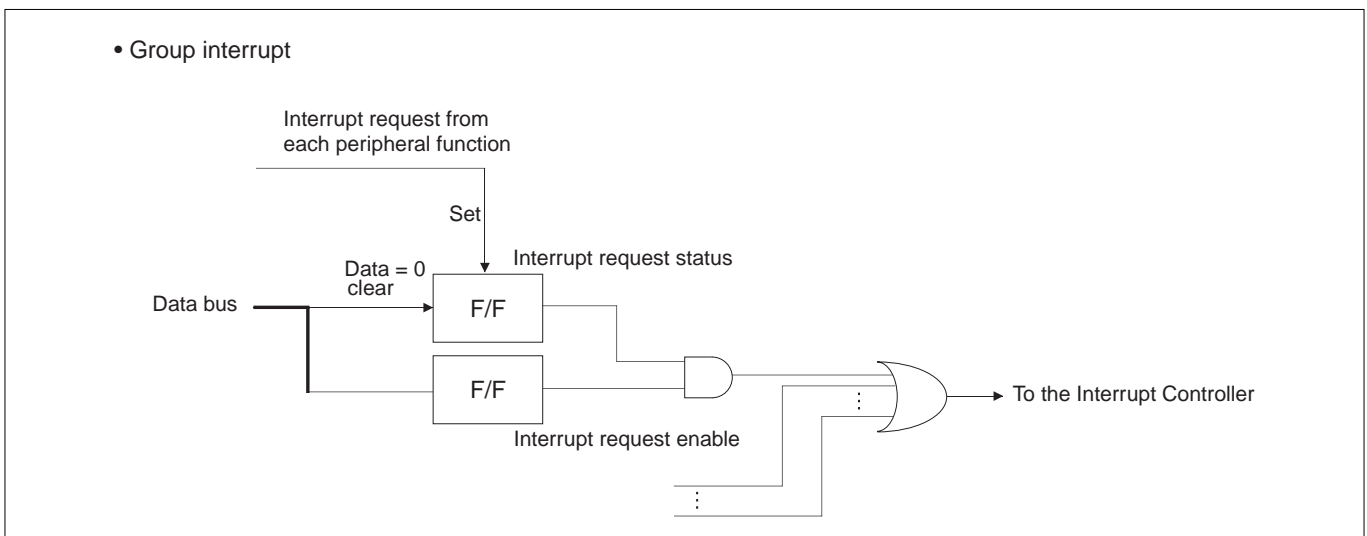 • Group interrupt
Interrupt request from
each peripheral function
Set
Interrupt request status
Data = 0
clear
Data bus
F/F
F/F
Interrupt request enable
To the Interrupt Controller